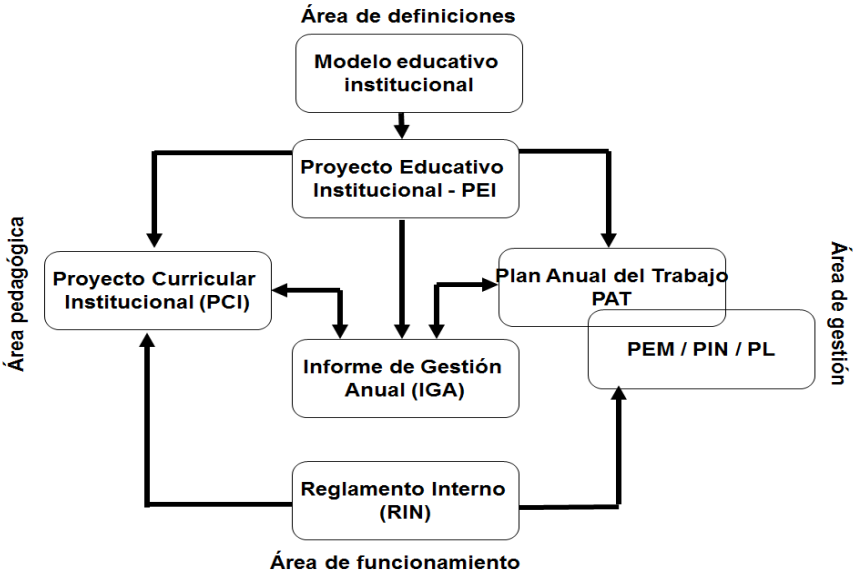 Área de definiciones
Modelo educativo
institucional
Proyecto Educativo
Institucional - PEI
Área pedagógica
Proyecto Curricular
Institucional (PCI)
Plan Anual del Trabajo
PAT
Área de gestión
PEM / PIN / PL
Informe de Gestión
Anual (IGA)
Reglamento Interno
(RIN)
Área de funcionamiento